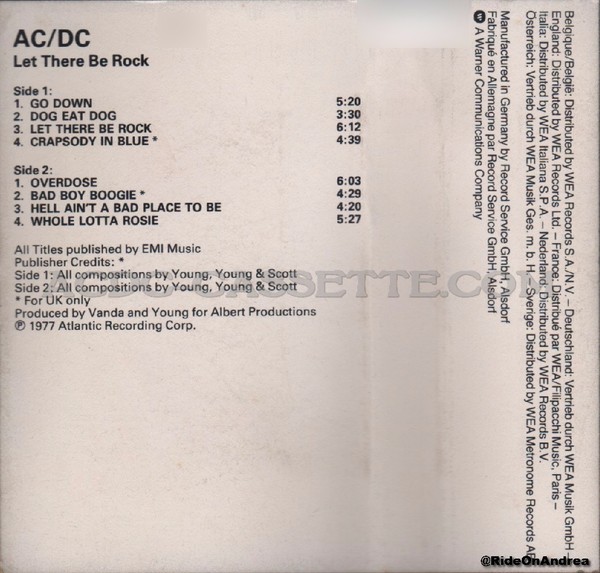 AC/DC
Let There Be Rock
Side 1:
1. GO DOWN 5:20
2. DOG EAT DOG 3:30
3. LET THERE BE ROCK 6:12
4. CRAPSODY IN BLUE * 4:39
Side 2:
1. OVERDOSE 6:03
2. BAD BOY BOOGIE * 4:29
3. HELL AIN'T A BAD PLACE TO BE 4:20
4. WHOLE LOTTA ROSIE 5:27
All Titles published by EMI Music
Publisher Credits: *
Side 1: All compositions by Young, Young & Scott
Side 2: All compositions by Young, Young & Scott
* For UK only
Produced by Vanda and Young for Albert Productions
℗ 1977 Atlantic Recording Corp.
Belgique/België: Distributed by WEA Records S.A./N.V. – Deutschland: Vertrieb durch WEA Musik GmbH –
England: Distributed by WEA Records Ltd. – France: Distribué par WEA/Filipacchi Music, Paris –
Italia: Distributed by WEA Italiana S.P.A. – Nederland: Distributed by WEA Records B.V.
Österreich: Vertrieb durch WEA Musik Ges. m. b. H. – Sverige: Distributed by WEA Metronome Records
Manufactured in Germany by Record Service GmbH, Alsdorf
Fabriqué en Allemagne par Record Service GmbH, Alsdorf
A Warner Communications Company
@RideOnAndrea